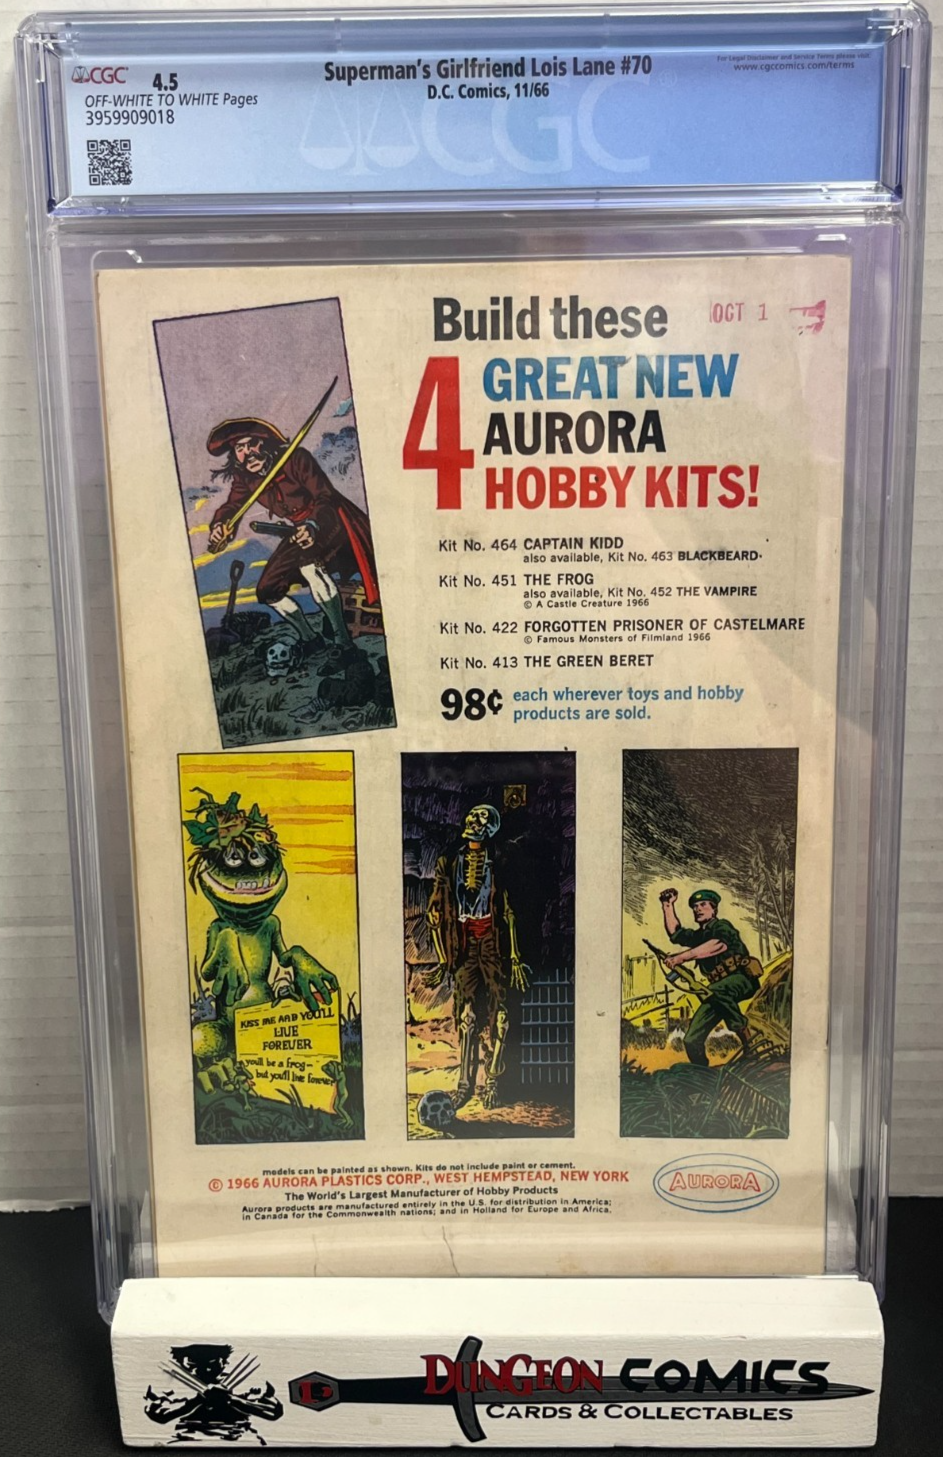 CGC
4.5
OFF-WHITE TO WHITE Pages
3959909018
Superman's Girlfriend Lois Lane #70
D.C. Comics, 11/66
For Legal Disclaimer and Service Terms please visit:
www.cgccomics.com/terms
CGC
Build these
OCT 1
4
GREAT NEW
AURORA
HOBBY KITS!
Kit No. 464 CAPTAIN KIDD
also available, Kit No. 463 BLACKBEARD.
Kit No. 451 THE FROG
also available, Kit No. 452 THE VAMPIRE
© A Castle Creature 1966
Kit No. 422 FORGOTTEN PRISONER OF CASTELMARE
© Famous Monsters of Filmland 1966
Kit No. 413 THE GREEN BERET
98¢ each wherever toys and hobby
products are sold.
KISS ME AND YOU'LL
LIVE
FOREVER
you'll be a frog-
but you'll live forever
models can be painted as shown. Kits do not include paint or cement.
© 1966 AURORA PLASTICS CORP., WEST HEMPSTEAD, NEW YORK
The World's Largest Manufacturer of Hobby Products
Aurora products are manufactured entirely in the U.S. for distribution in America;
in Canada for the Commonwealth nations; and in Holland for Europe and Africa.
AURORA
DUNGEON COMICS
CARDS & COLLECTABLES